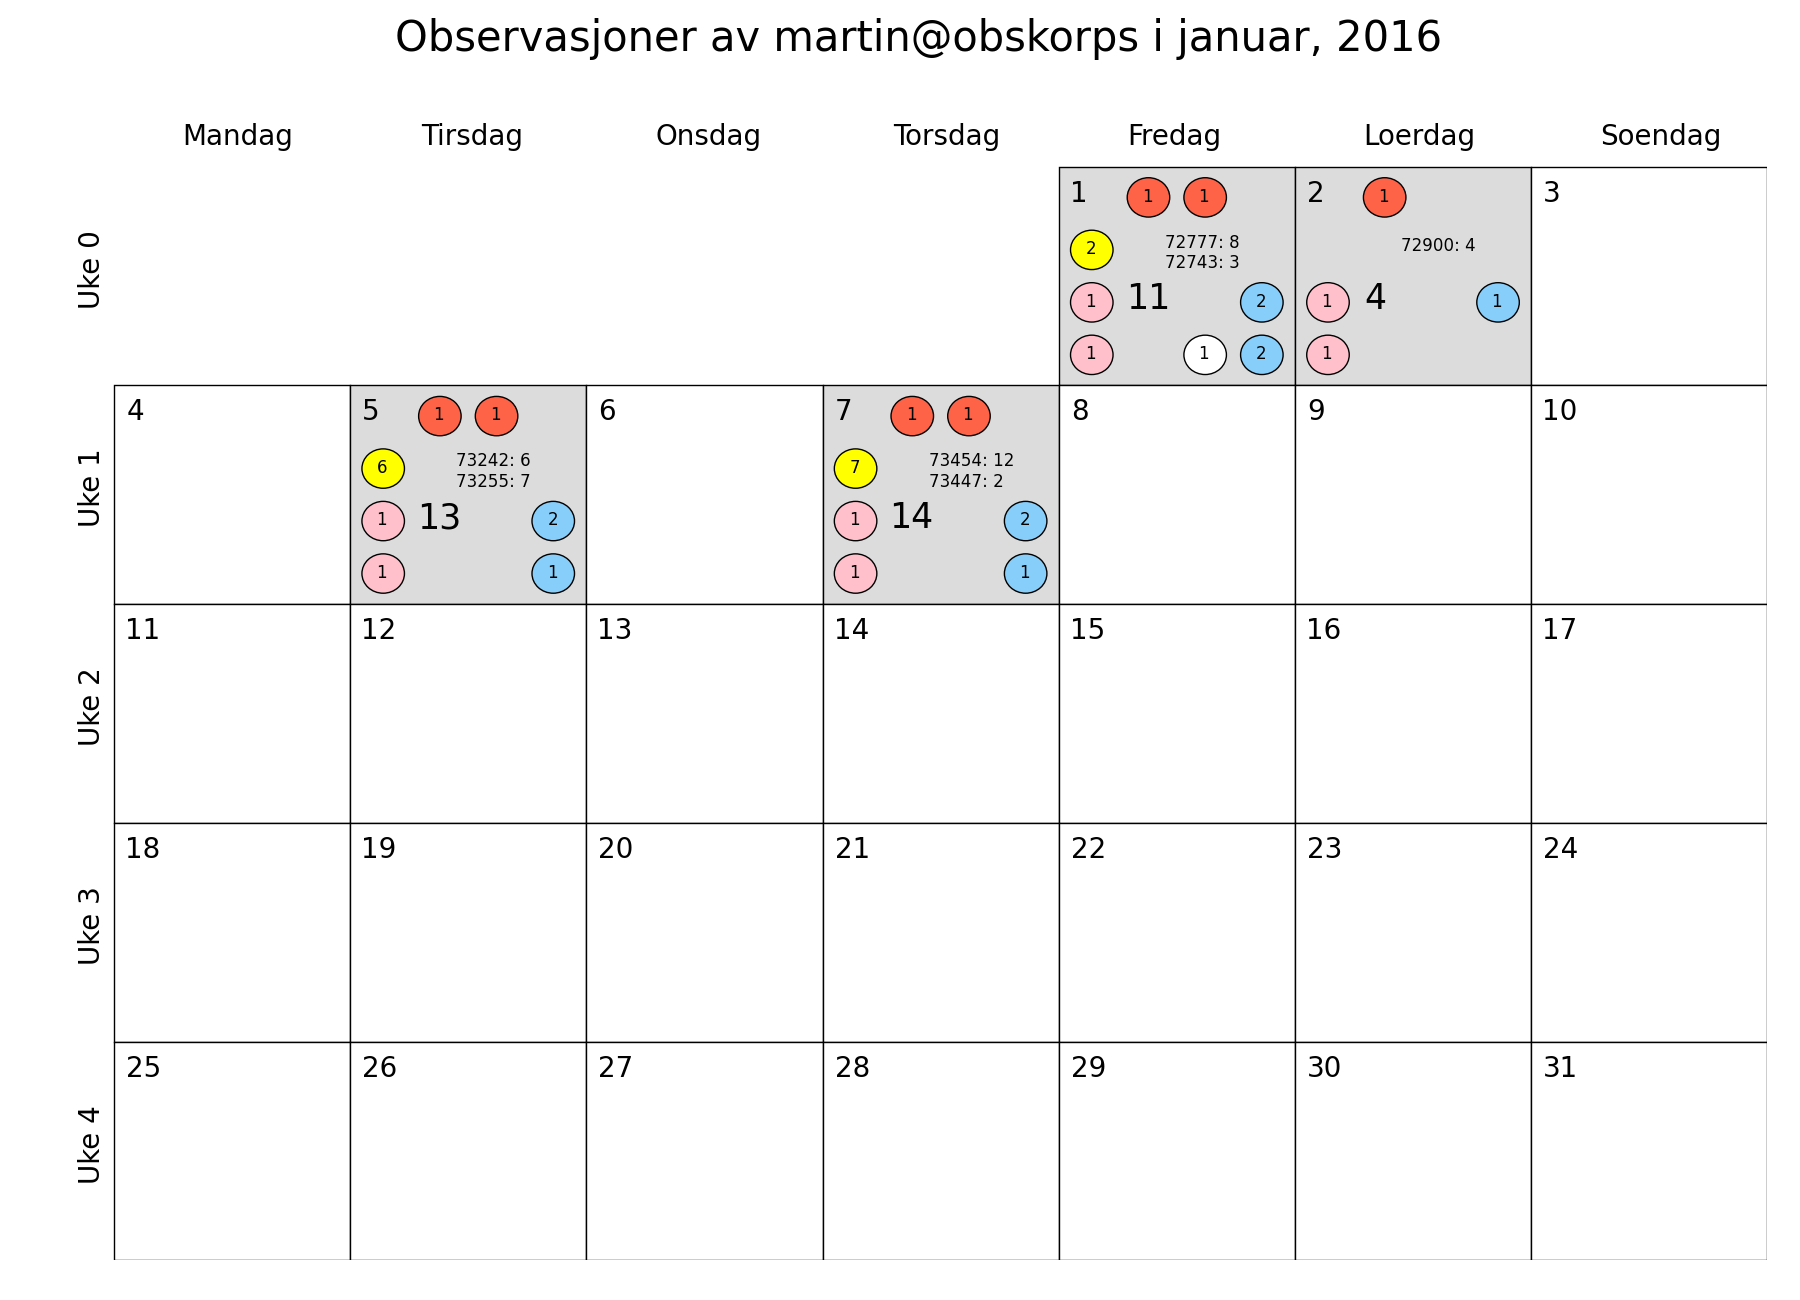 Observasjoner av martin@obskorps i januar, 2016
Mandag Tirsdag Onsdag Torsdag Fredag Loerdag Soendag
Uke 0
1 1 1
2 72777: 8
72743: 3
1 11 2
1 1 2
2 1
72900: 4
1 4 1
1
3
Uke 1
4
5 1 1
6 73242: 6
73255: 7
1 13 2
1 1
6
7 1 1
7 73454: 12
73447: 2
1 14 2
1 1
8
9
10
Uke 2
11 12 13 14 15 16 17
Uke 3
18 19 20 21 22 23 24
Uke 4
25 26 27 28 29 30 31